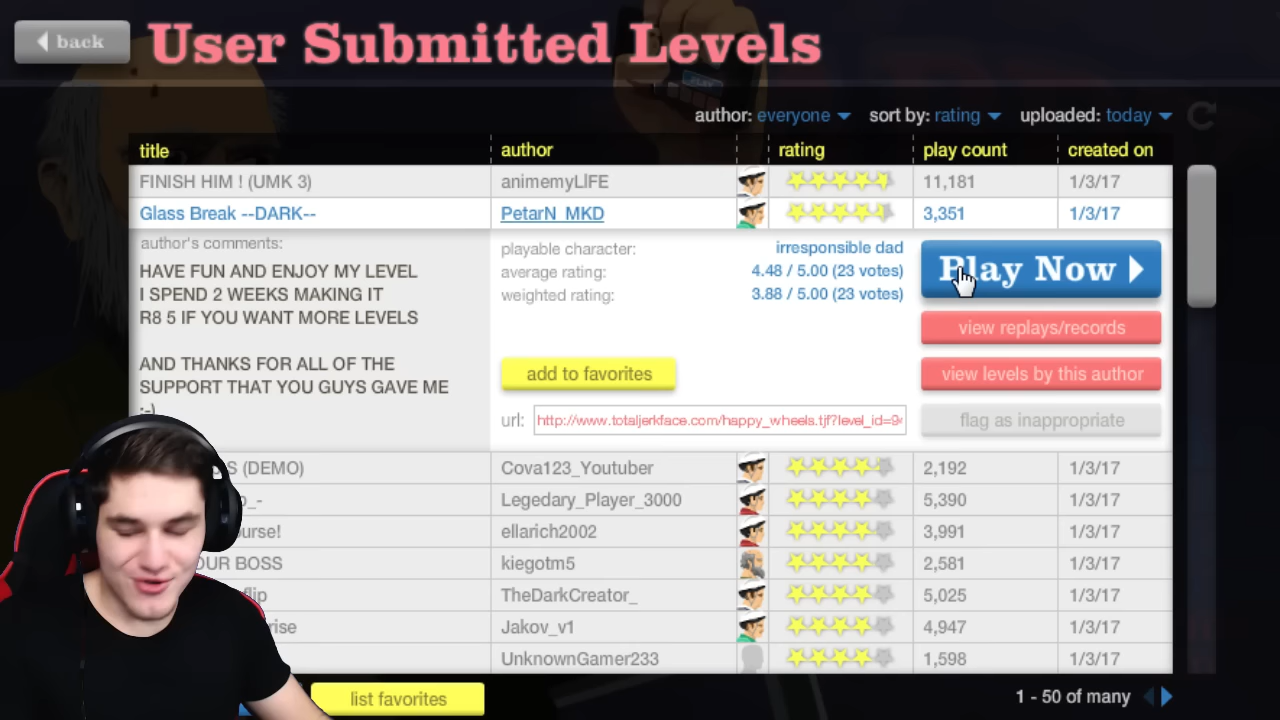 back
User Submitted Levels
author: everyone sort by: rating uploaded: today
title author rating play count created on
FINISH HIM ! (UMK 3) animemyLIFE 11,181 1/3/17
Glass Break --DARK-- PetarN_MKD 3,351 1/3/17
author's comments:
HAVE FUN AND ENJOY MY LEVEL
I SPEND 2 WEEKS MAKING IT
R8 5 IF YOU WANT MORE LEVELS
AND THANKS FOR ALL OF THE
SUPPORT THAT YOU GUYS GAVE ME
:-)
playable character: irresponsible dad
average rating: 4.48 / 5.00 (23 votes)
weighted rating: 3.88 / 5.00 (23 votes)
add to favorites
url: http://www.totaljerkface.com/happy_wheels.tjf?level_id=9
Play Now
view replays/records
view levels by this author
flag as inappropriate
(DEMO) Cova123_Youtuber 2,192 1/3/17
Legedary_Player_3000 5,390 1/3/17
ellarich2002 3,991 1/3/17
BOSS kiegotm5 2,581 1/3/17
TheDarkCreator_ 5,025 1/3/17
Jakov_v1 4,947 1/3/17
UnknownGamer233 1,598 1/3/17
list favorites
1 - 50 of many